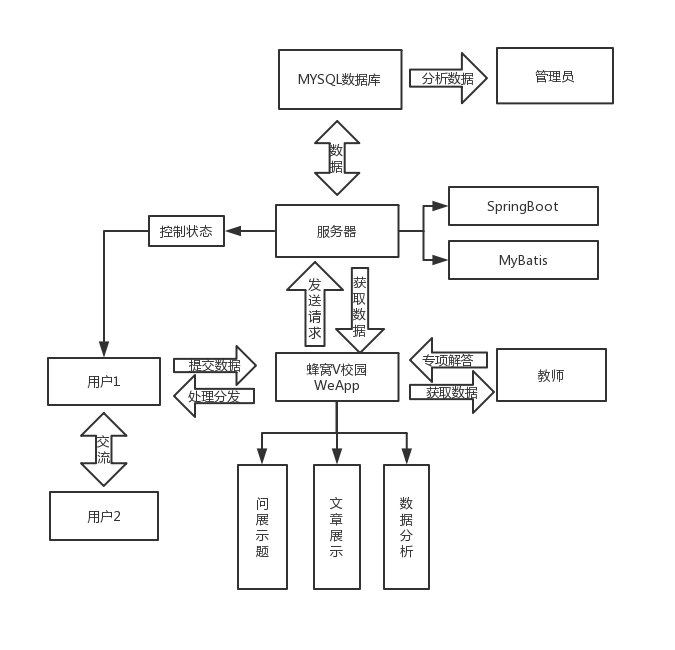 MYSQL数据库
分析数据
管理员
数据
SpringBoot
控制状态
服务器
MyBatis
发送请求
获取数据
用户1
提交数据
处理分发
蜂窝V校园
WeApp
专项解答
获取数据
教师
交流
用户2
问展示题
文章展示
数据分析